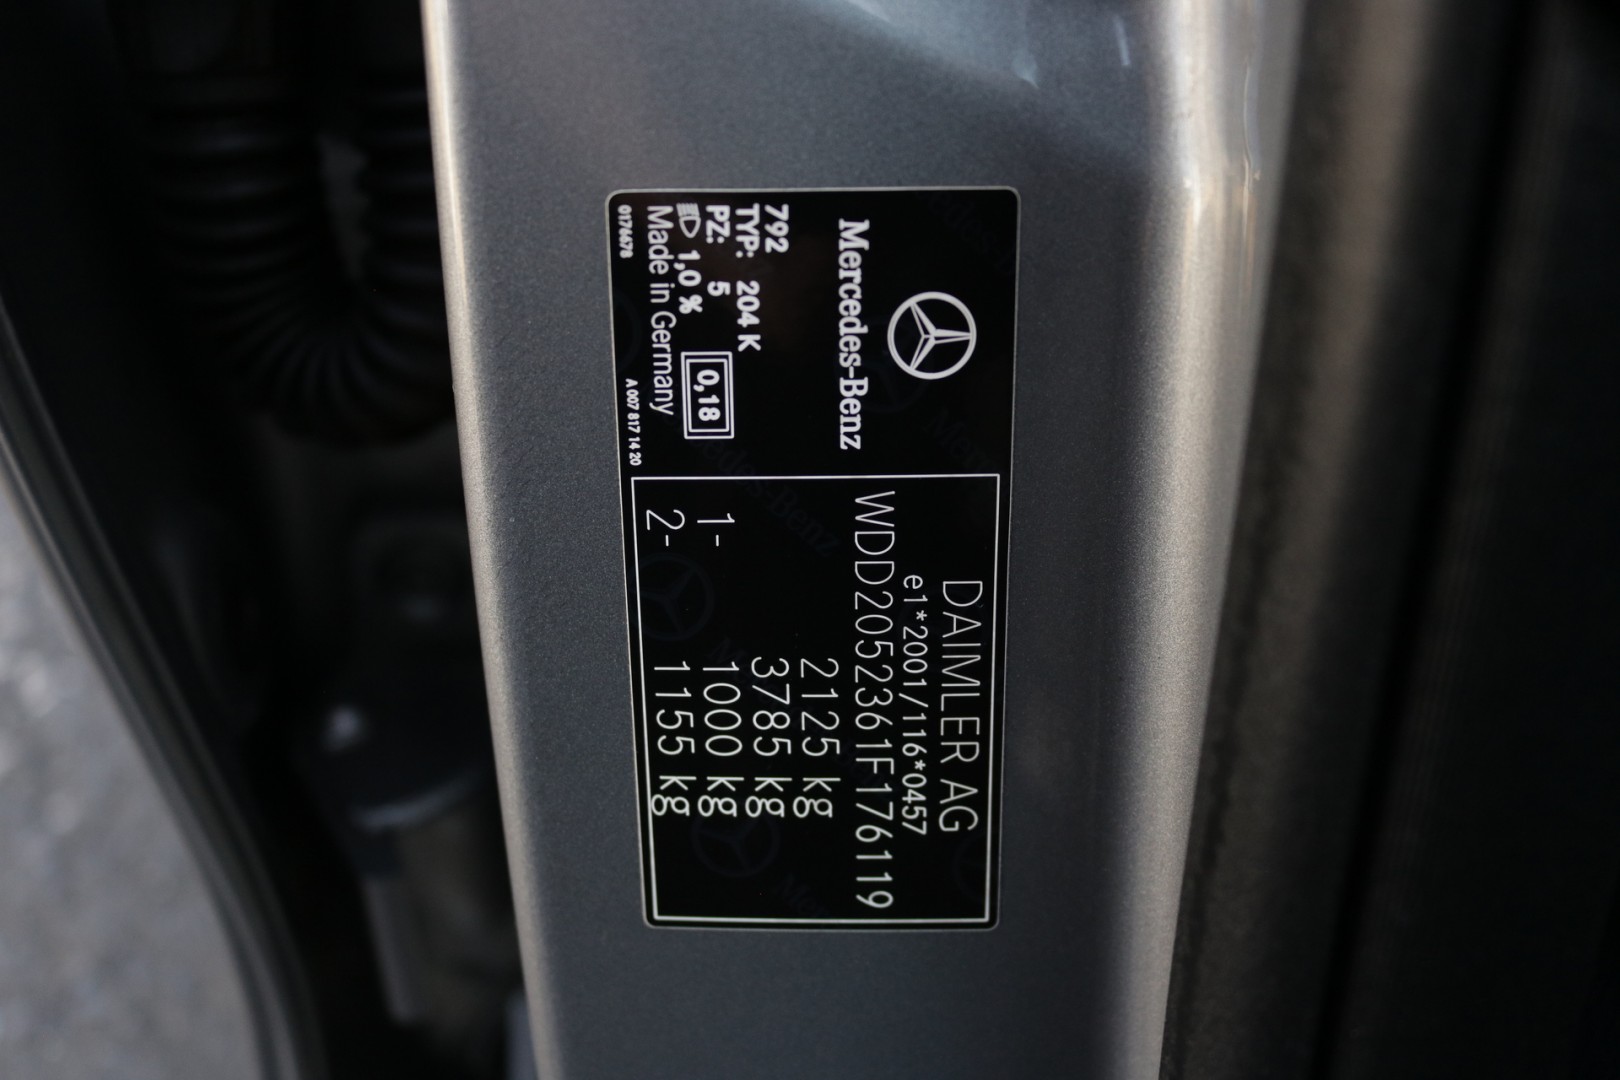 Mercedes-Benz
792
TYP: 204 K
PZ: 5
1,0 %
0,18
Made in Germany
0176678
A 007 817 14 20
DAIMLER AG
e1*2001/116*0457
WDD2052361F176119
2125 kg
3785 kg
1- 1000 kg
2- 1155 kg